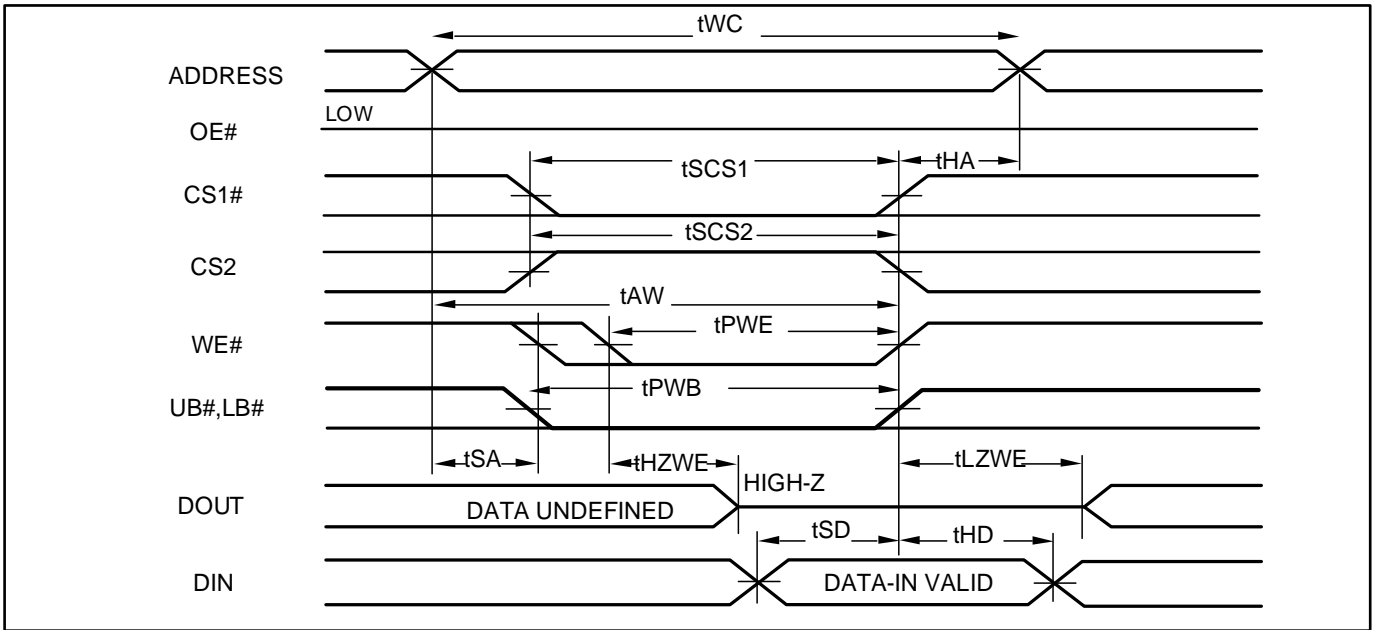 tWC
ADDRESS
LOW
OE#
tSCS1
tHA
CS1#
tSCS2
CS2
tAW
tPWE
WE#
tPWB
UB#,LB#
tSA
tHZWE
tLZWE
HIGH-Z
DOUT
DATA UNDEFINED
tSD
tHD
DIN
DATA-IN VALID